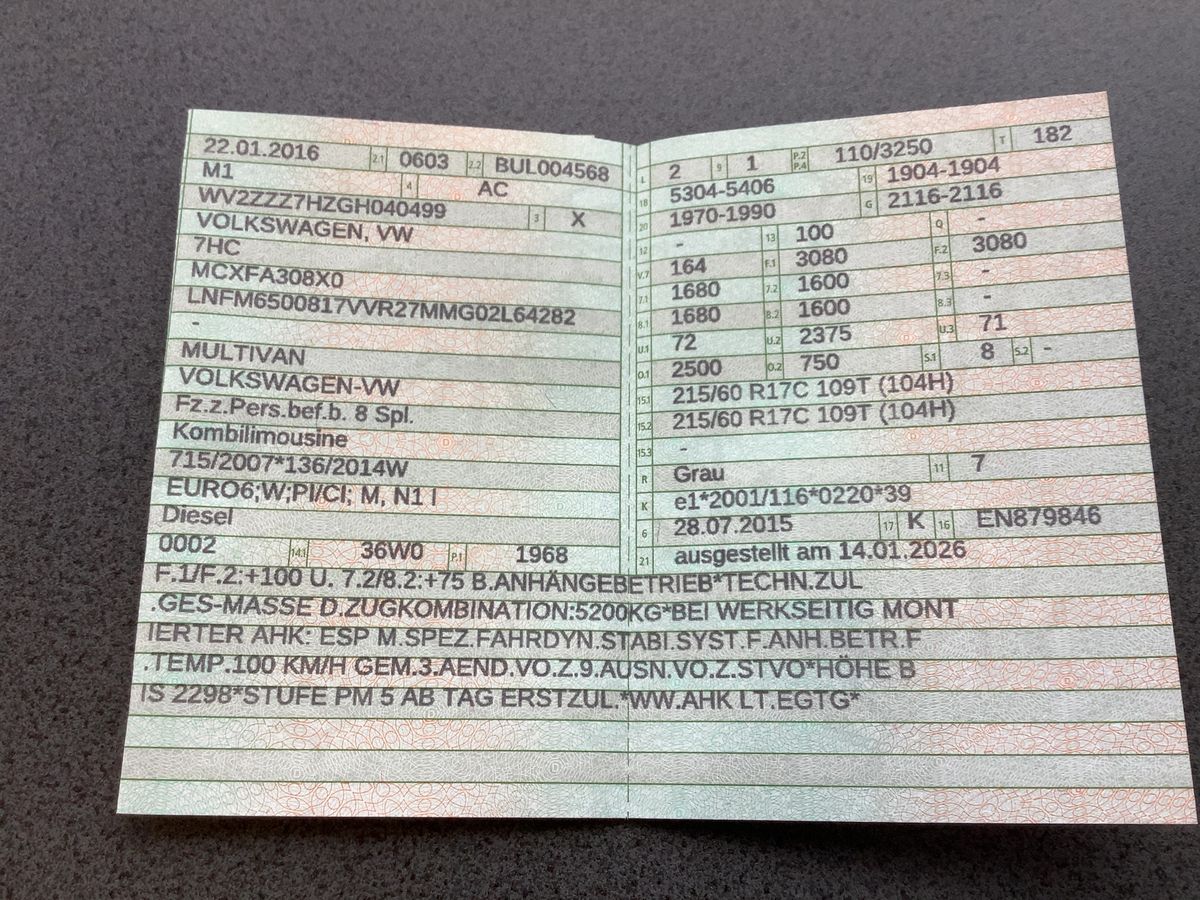 22.01.2016 2.1 0603 2.2 BUL004568
M1 4 AC
WV2ZZZ7HZGH040499 3 X
VOLKSWAGEN, VW
7HC
MCXFA308X0
LNFM6500817VVR27MMG02L64282
-
MULTIVAN
VOLKSWAGEN-VW
Fz.z.Pers.bef.b. 8 Spl.
Kombilimousine
715/2007*136/2014W
EURO6;W;PI/CI; M, N1 I
Diesel
0002 14.1 36W0 P.1 1968
L 2 9 1 P.2 P.4 110/3250 T 182
18 5304-5406 19 1904-1904
20 1970-1990 G 2116-2116
12 - 13 100 Q -
V.7 164 F.1 3080 F.2 3080
7.1 1680 7.2 1600 7.3 -
8.1 1680 8.2 1600 8.3 -
U.1 72 U.2 2375 U.3 71
O.1 2500 O.2 750 S.1 8 S.2 -
15.1 215/60 R17C 109T (104H)
15.2 215/60 R17C 109T (104H)
15.3 -
R Grau 11 7
K e1*2001/116*0220*39
6 28.07.2015 17 K 16 EN879846
21 ausgestellt am 14.01.2026
F.1/F.2:+100 U. 7.2/8.2:+75 B.ANHÄNGEBETRIEB*TECHN.ZUL
.GES-MASSE D.ZUGKOMBINATION:5200KG*BEI WERKSEITIG MONT
IERTER AHK: ESP M.SPEZ.FAHRDYN.STABI.SYST.F.ANH.BETR.F
.TEMP.100 KM/H GEM.3.AEND.VO.Z.9.AUSN.VO.Z.STVO*HÖHE B
IS 2298*STUFE PM 5 AB TAG ERSTZUL.*WW.AHK LT.EGTG*